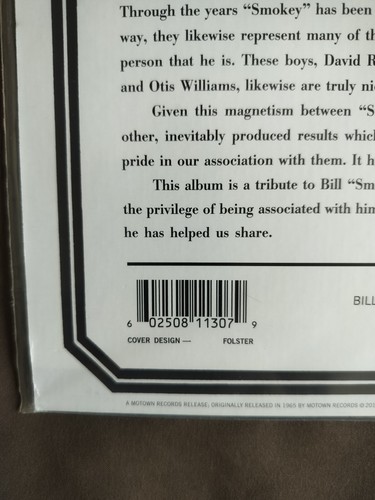 Through the years “Smokey” has been
way, they likewise represent many of th
person that he is. These boys, David R
and Otis Williams, likewise are truly ni
Given this magnetism between “S
other, inevitably produced results whic
pride in our association with them. It h
This album is a tribute to Bill “Sm
the privilege of being associated with him
he has helped us share.
BILL
6 02508 11307 9
COVER DESIGN — FOLSTER
A MOTOWN RECORDS RELEASE; ORIGINALLY RELEASED IN 1965 BY MOTOWN RECORDS